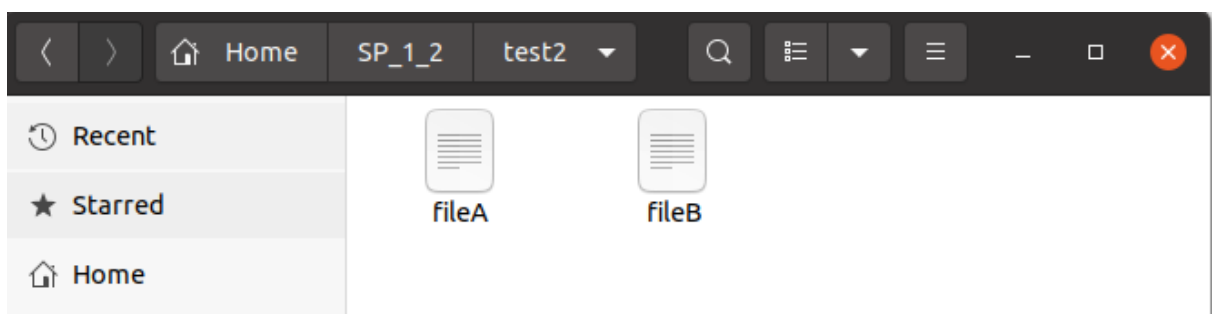 Home SP_1_2 test2
Recent
Starred
Home
fileA fileB